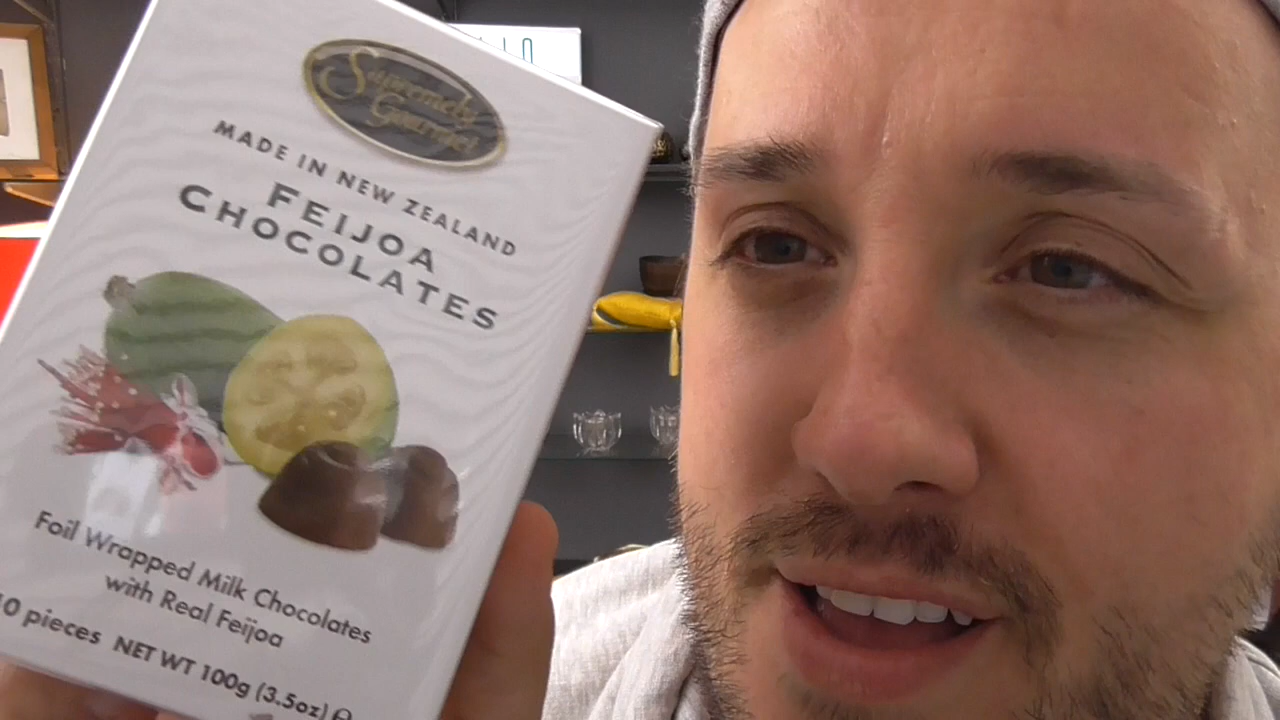 Supremely
Gourmet
MADE IN NEW ZEALAND
FEIJOA
CHOCOLATES
Foil Wrapped Milk Chocolates
with Real Feijoa
10 pieces NET WT 100g (3.5oz) e